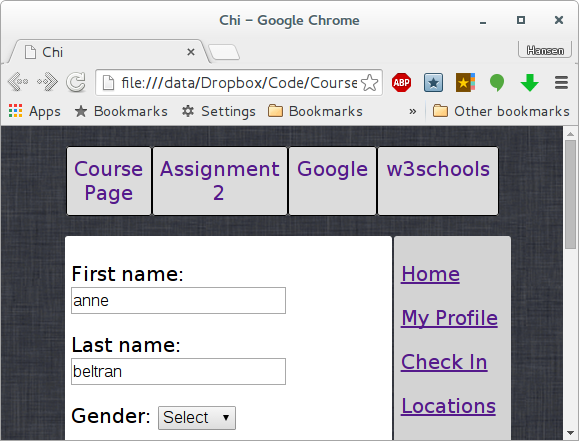 Chi - Google Chrome
Chi
Hansen
file:///data/Dropbox/Code/Course
ABP
Apps Bookmarks Settings Bookmarks » Other bookmarks
Course Page
Assignment 2
Google
w3schools
First name:
anne
Last name:
beltran
Gender: Select
Home
My Profile
Check In
Locations